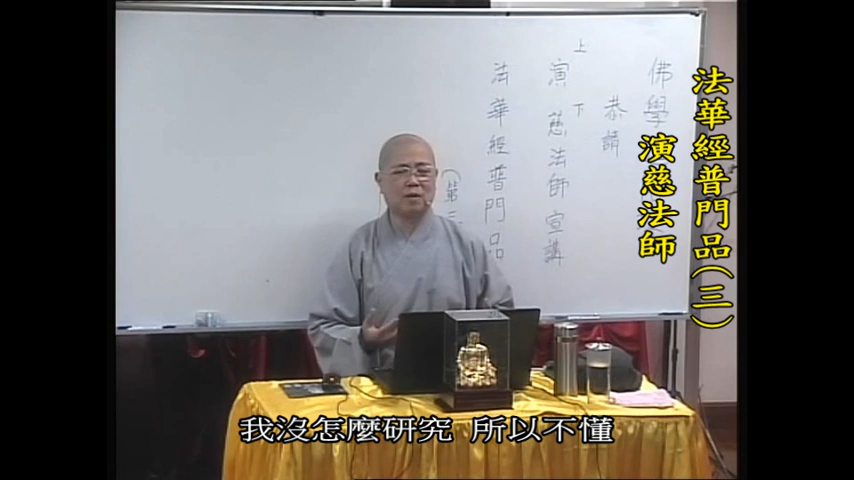 法華經普門品(三)
演慈法師
佛學
恭請
上
下
演慈法師宣講
法華經普門品
(第三
我沒怎麼研究 所以不懂